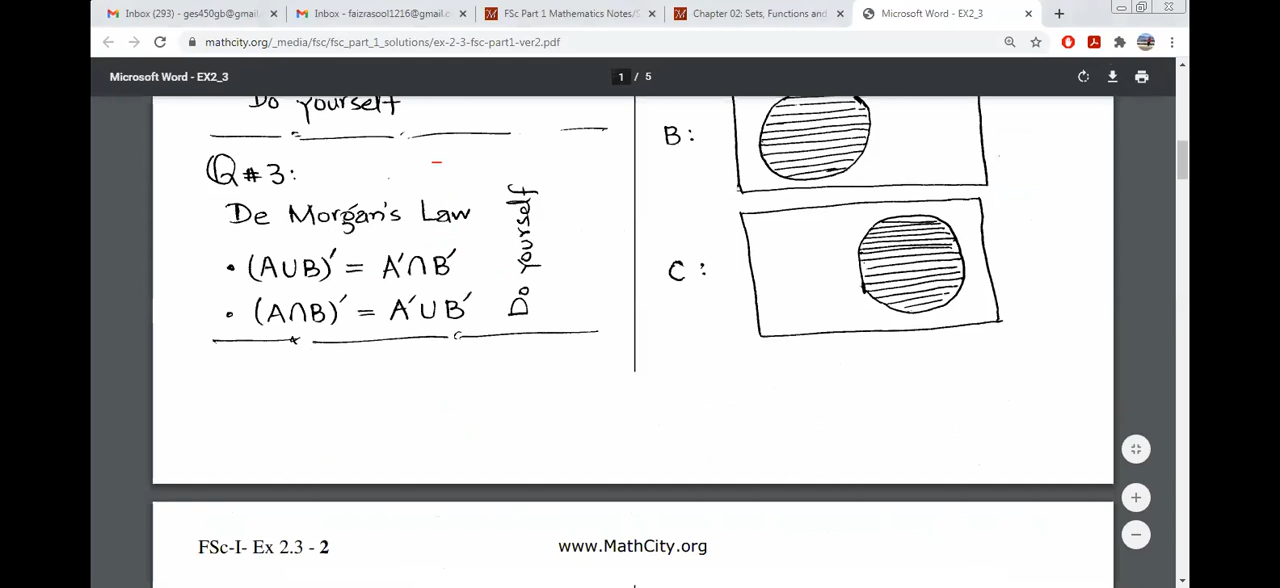 Inbox (293) - ges450gb@gmail
Inbox - faizrasool1216@gmail.c
FSc Part 1 Mathematics Notes/S
Chapter 02: Sets, Functions and
Microsoft Word - EX2_3
mathcity.org/_media/fsc/fsc_part_1_solutions/ex-2-3-fsc-part1-ver2.pdf
Microsoft Word - EX2_3
1 / 5
Do Yourself
Q # 3:
De Morgan's Law
• (A∪B)′ = A′∩B′
• (A∩B)′ = A′∪B′
Do Yourself
B:
C:
FSc-I- Ex 2.3 - 2
www.MathCity.org